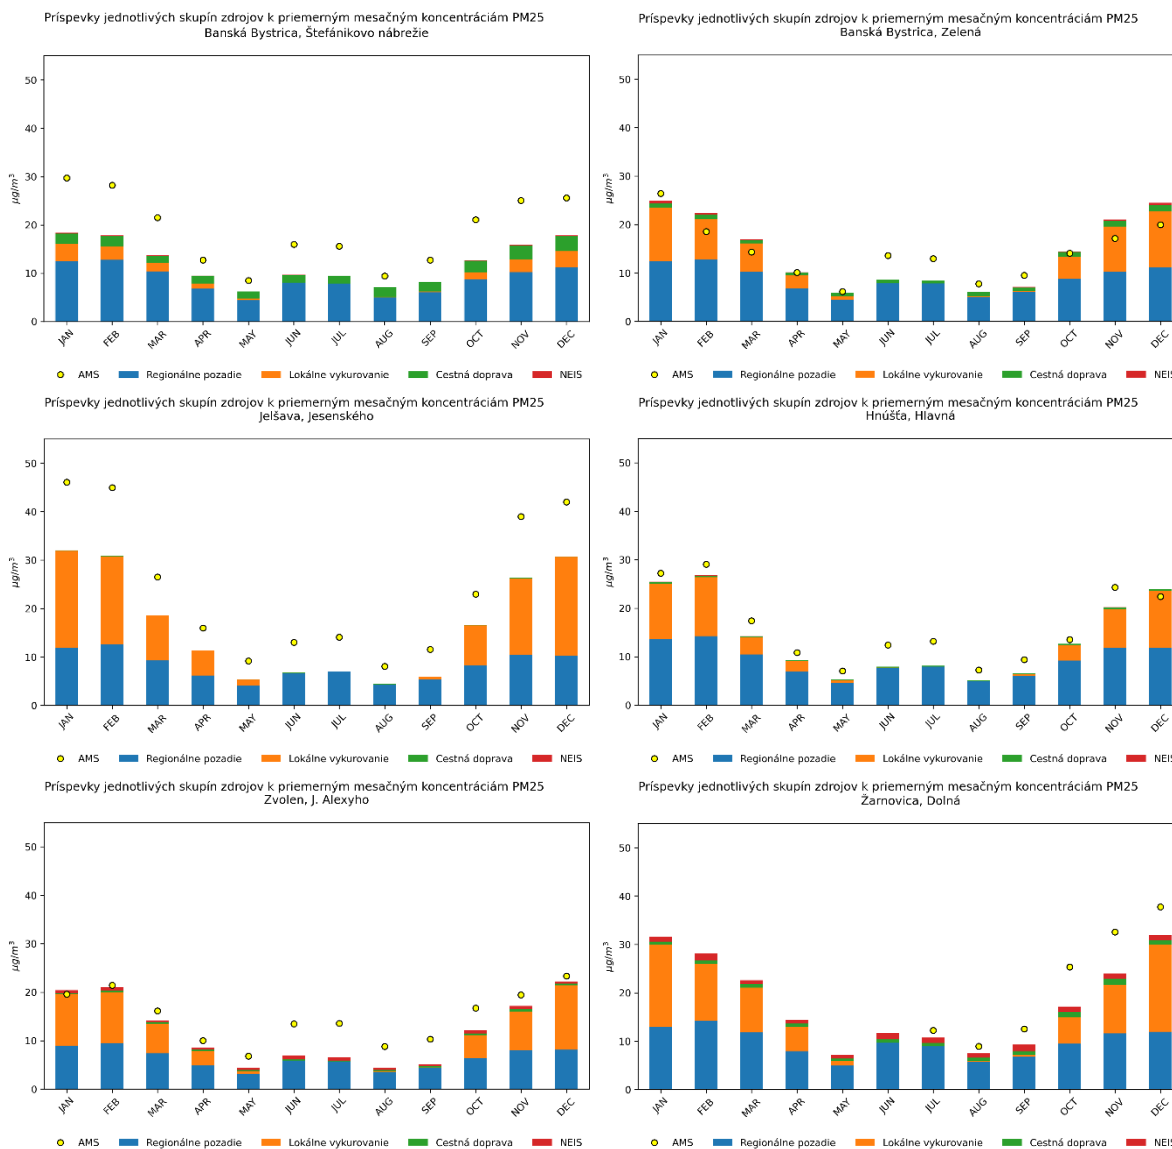 Príspevky jednotlivých skupín zdrojov k priemerným mesačným koncentráciám PM25
Banská Bystrica, Štefánikovo nábrežie
µg/m³
50
40
30
20
10
0
JAN FEB MAR APR MAY JUN JUL AUG SEP OCT NOV DEC
AMS Regionálne pozadie Lokálne vykurovanie Cestná doprava NEIS
Príspevky jednotlivých skupín zdrojov k priemerným mesačným koncentráciám PM25
Banská Bystrica, Zelená
µg/m³
50
40
30
20
10
0
JAN FEB MAR APR MAY JUN JUL AUG SEP OCT NOV DEC
AMS Regionálne pozadie Lokálne vykurovanie Cestná doprava NEIS
Príspevky jednotlivých skupín zdrojov k priemerným mesačným koncentráciám PM25
Jelšava, Jesenského
µg/m³
50
40
30
20
10
0
JAN FEB MAR APR MAY JUN JUL AUG SEP OCT NOV DEC
AMS Regionálne pozadie Lokálne vykurovanie Cestná doprava NEIS
Príspevky jednotlivých skupín zdrojov k priemerným mesačným koncentráciám PM25
Hnúšťa, Hlavná
µg/m³
50
40
30
20
10
0
JAN FEB MAR APR MAY JUN JUL AUG SEP OCT NOV DEC
AMS Regionálne pozadie Lokálne vykurovanie Cestná doprava NEIS
Príspevky jednotlivých skupín zdrojov k priemerným mesačným koncentráciám PM25
Zvolen, J. Alexyho
µg/m³
50
40
30
20
10
0
JAN FEB MAR APR MAY JUN JUL AUG SEP OCT NOV DEC
AMS Regionálne pozadie Lokálne vykurovanie Cestná doprava NEIS
Príspevky jednotlivých skupín zdrojov k priemerným mesačným koncentráciám PM25
Žarnovica, Dolná
µg/m³
50
40
30
20
10
0
JAN FEB MAR APR MAY JUN JUL AUG SEP OCT NOV DEC
AMS Regionálne pozadie Lokálne vykurovanie Cestná doprava NEIS